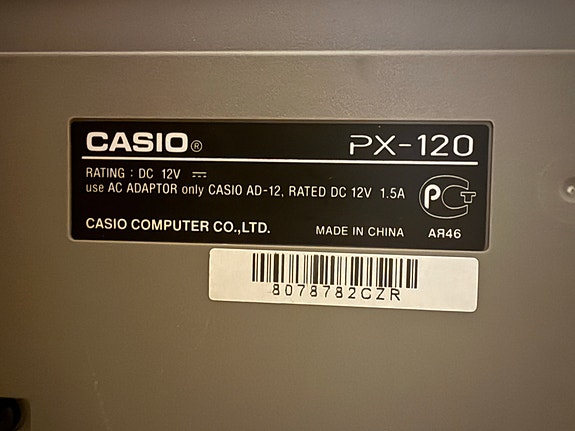 CASIO® PX-120
RATING : DC 12V ⎓
use AC ADAPTOR only CASIO AD-12, RATED DC 12V 1.5A
РСТ
CASIO COMPUTER CO.,LTD. MADE IN CHINA АЯ46
8078782CZR